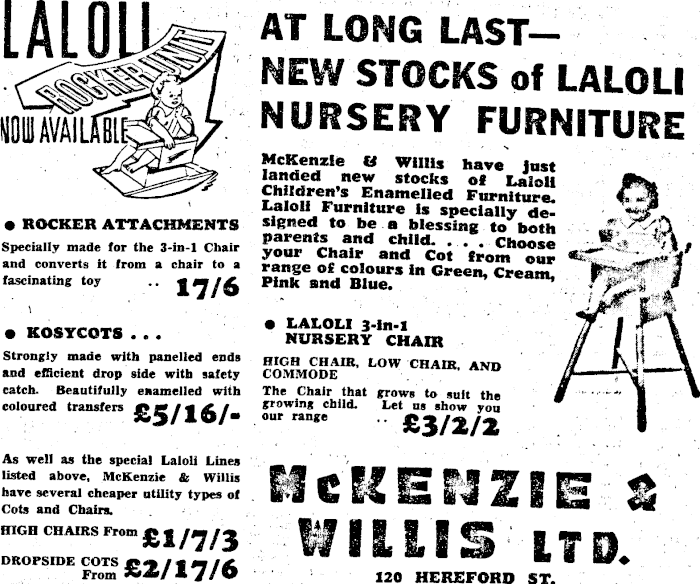 LALOLI
ROCKER UNIT
NOW AVAILABLE
● ROCKER ATTACHMENTS
Specially made for the 3-in-1 Chair
and converts it from a chair to a
fascinating toy .. 17/6
● KOSYCOTS ...
Strongly made with panelled ends
and efficient drop side with safety
catch. Beautifully enamelled with
coloured transfers £5/16/-
As well as the special Laloli Lines
listed above, McKenzie & Willis
have several cheaper utility types of
Cots and Chairs.
HIGH CHAIRS From £1/7/3
DROPSIDE COTS
From £2/17/6
AT LONG LAST—
NEW STOCKS of LALOLI
NURSERY FURNITURE
McKenzie & Willis have just
landed new stocks of Laloli
Children's Enamelled Furniture.
Laloli Furniture is specially de-
signed to be a blessing to both
parents and child. . . . Choose
your Chair and Cot from our
range of colours in Green, Cream,
Pink and Blue.
● LALOLI 3-in-1
NURSERY CHAIR
HIGH CHAIR, LOW CHAIR, AND
COMMODE
The Chair that grows to suit the
growing child. Let us show you
our range .. £3/2/2
McKENZIE &
WILLIS LTD.
120 HEREFORD ST.